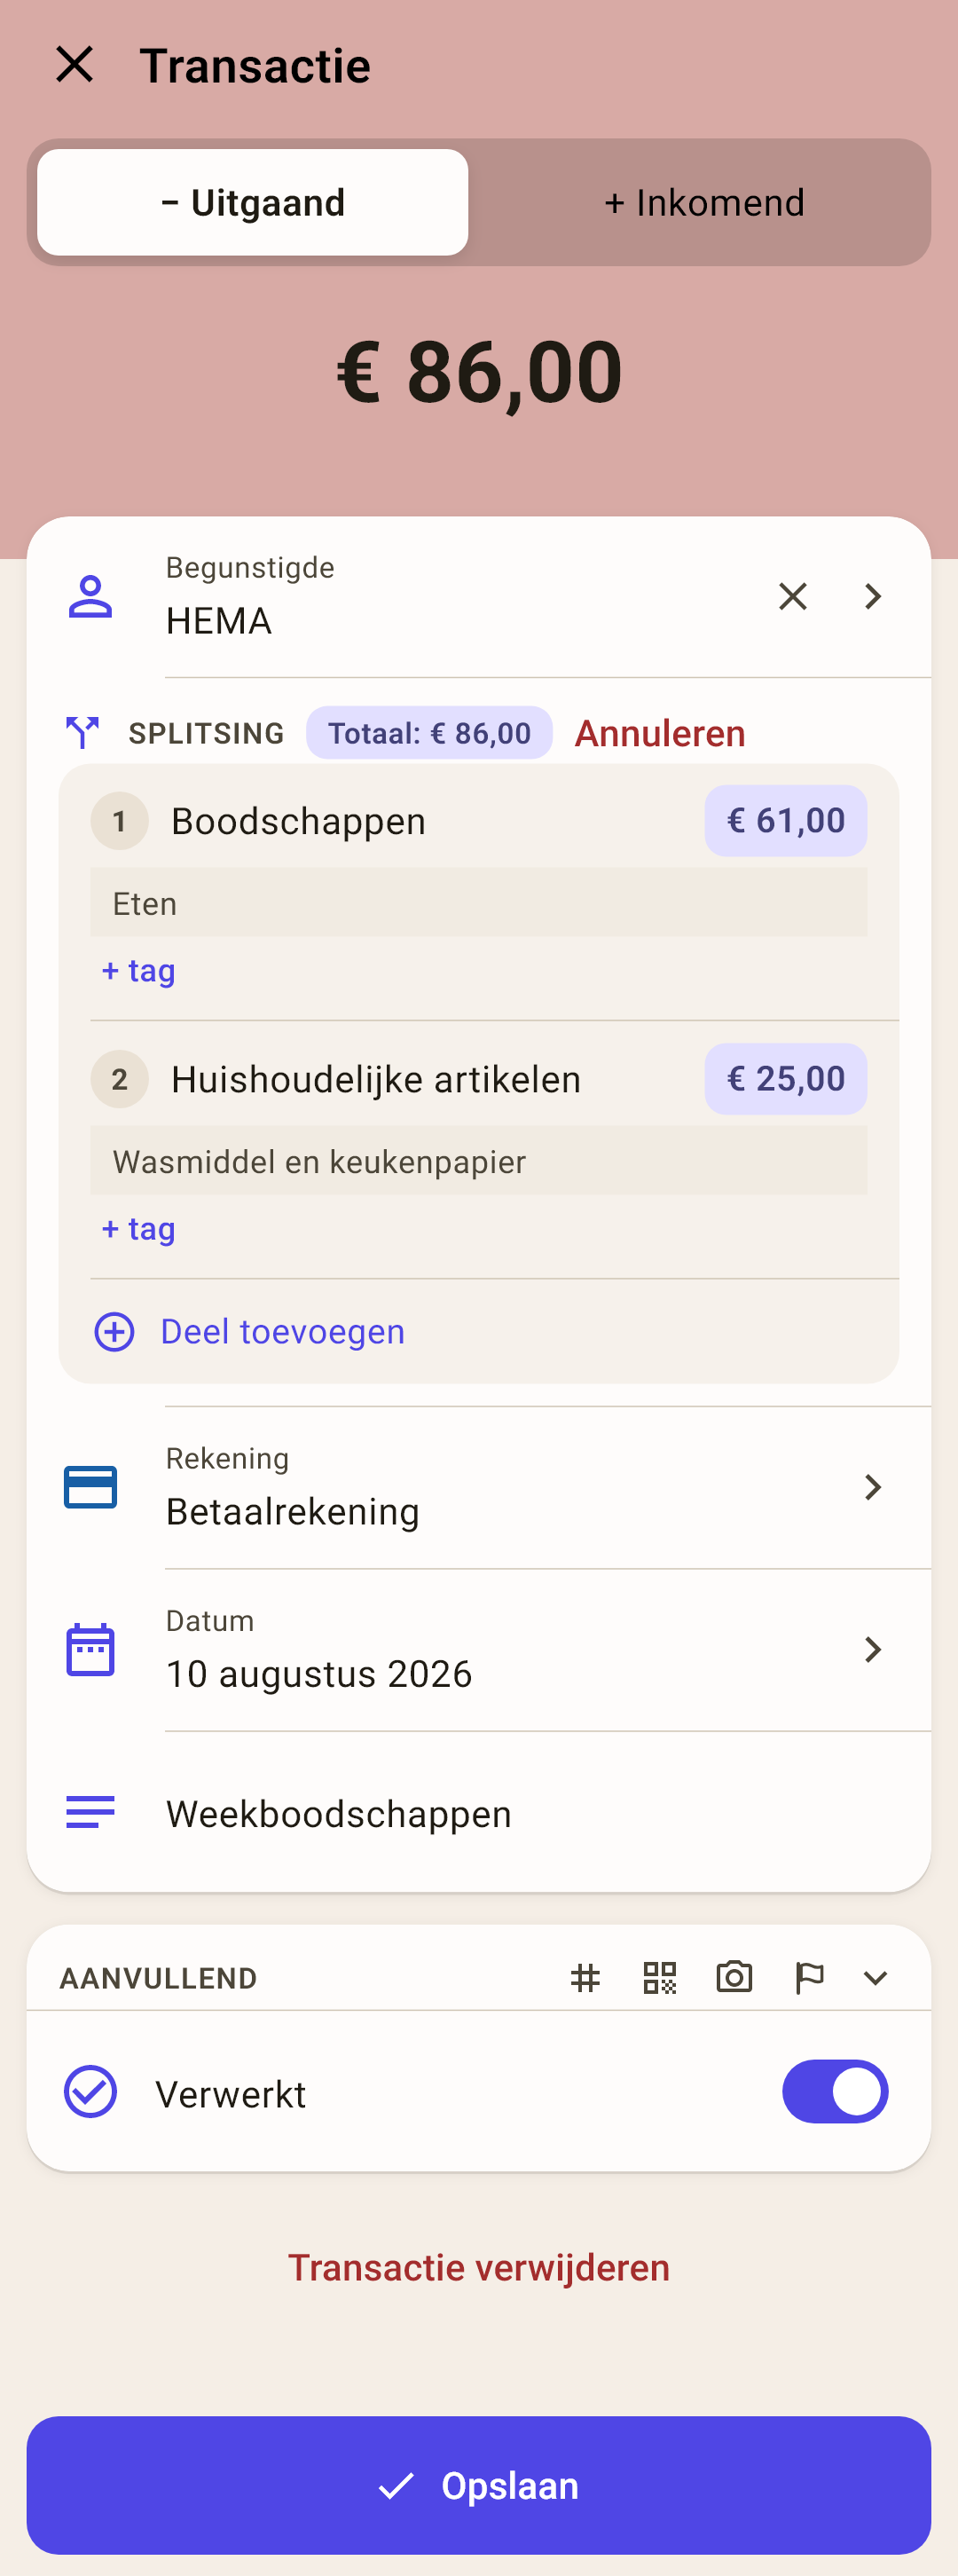 Transactie
− Uitgaand
+ Inkomend
€ 86,00
Begunstigde
HEMA
SPLITSING
Totaal: € 86,00
Annuleren
1 Boodschappen € 61,00
Eten
+ tag
2 Huishoudelijke artikelen € 25,00
Wasmiddel en keukenpapier
+ tag
Deel toevoegen
Rekening
Betaalrekening
Datum
10 augustus 2026
Weekboodschappen
AANVULLEND
Verwerkt
Transactie verwijderen
Opslaan